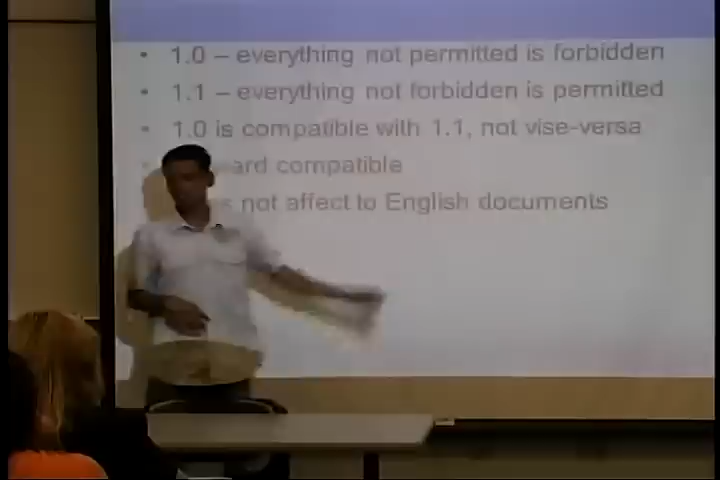 • 1.0 – everything not permitted is forbidden
• 1.1 – everything not forbidden is permitted
• 1.0 is compatible with 1.1, not vise-versa
• ard compatible
s not affect to English documents